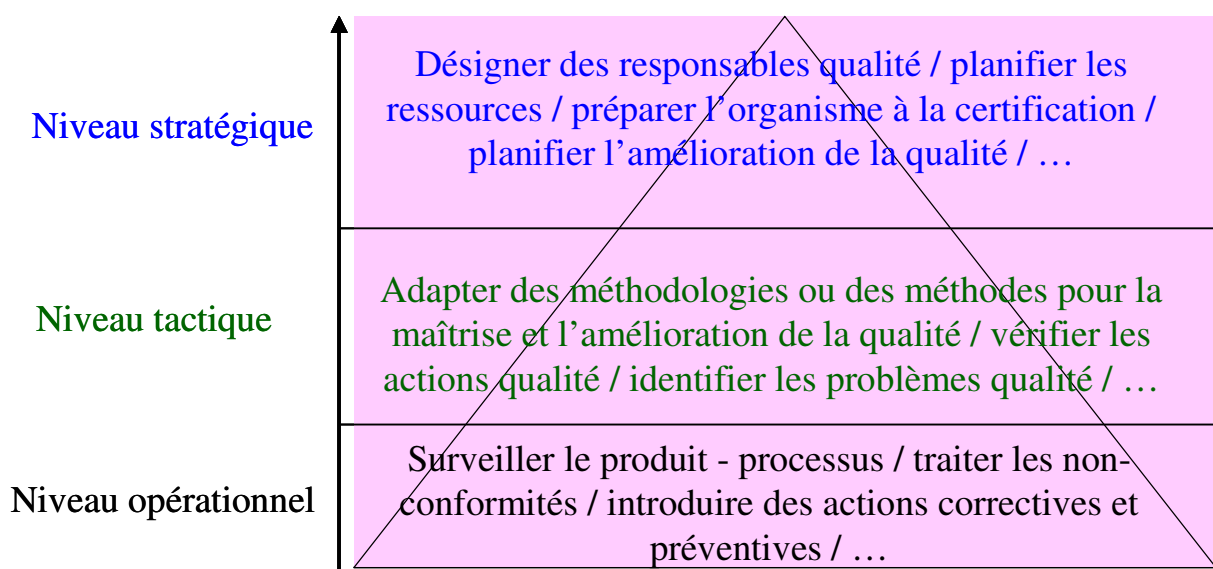 Niveau stratégique
Désigner des responsables qualité / planifier les
ressources / préparer l’organisme à la certification /
planifier l’amélioration de la qualité / …
Niveau tactique
Adapter des méthodologies ou des méthodes pour la
maîtrise et l’amélioration de la qualité / vérifier les
actions qualité / identifier les problèmes qualité / …
Niveau opérationnel
Surveiller le produit - processus / traiter les non-
conformités / introduire des actions correctives et
préventives / …